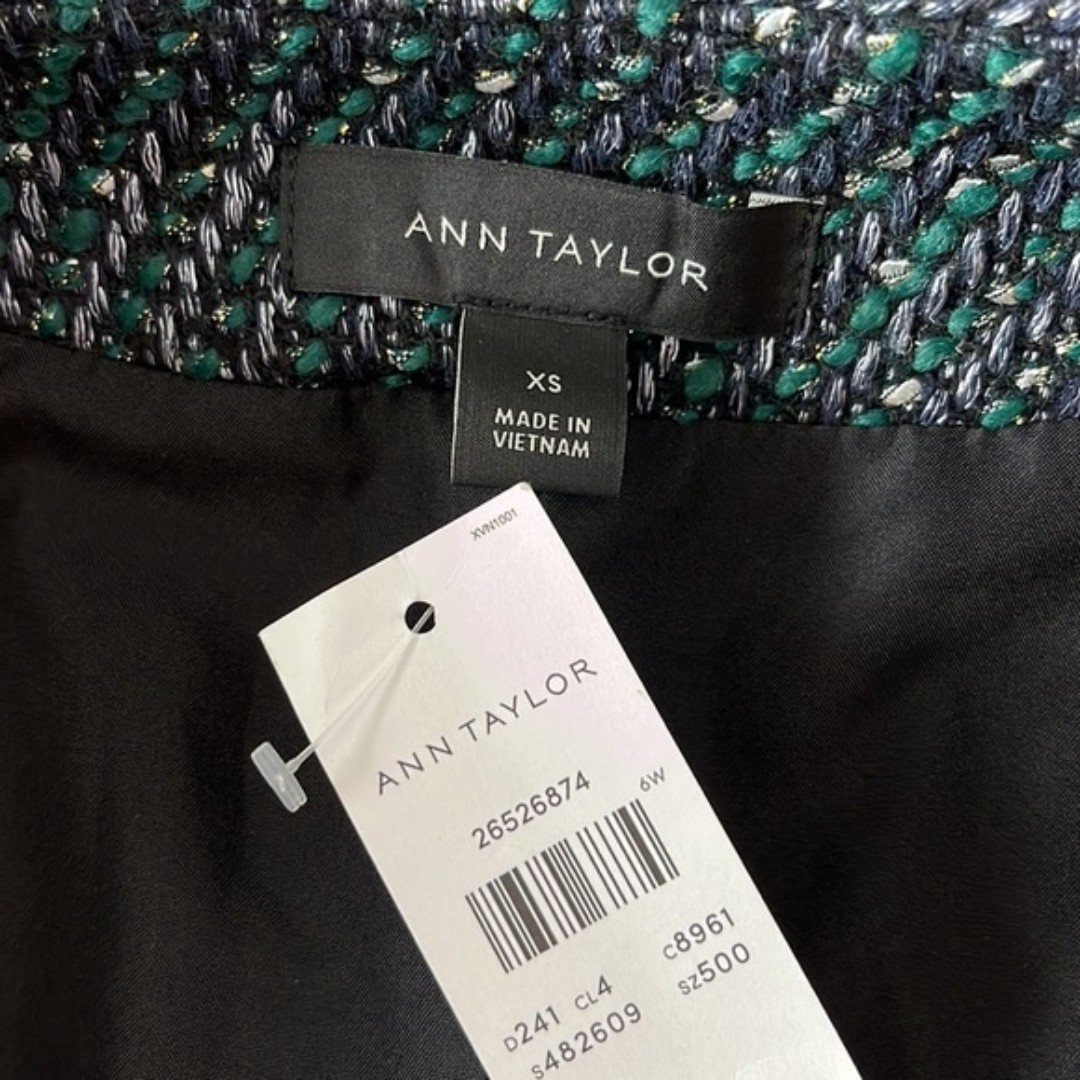 ANN TAYLOR
XS
MADE IN
VIETNAM
XVN1001
ANN TAYLOR
26526874
6W
D241 CL4 C8961
S482609 SZ500